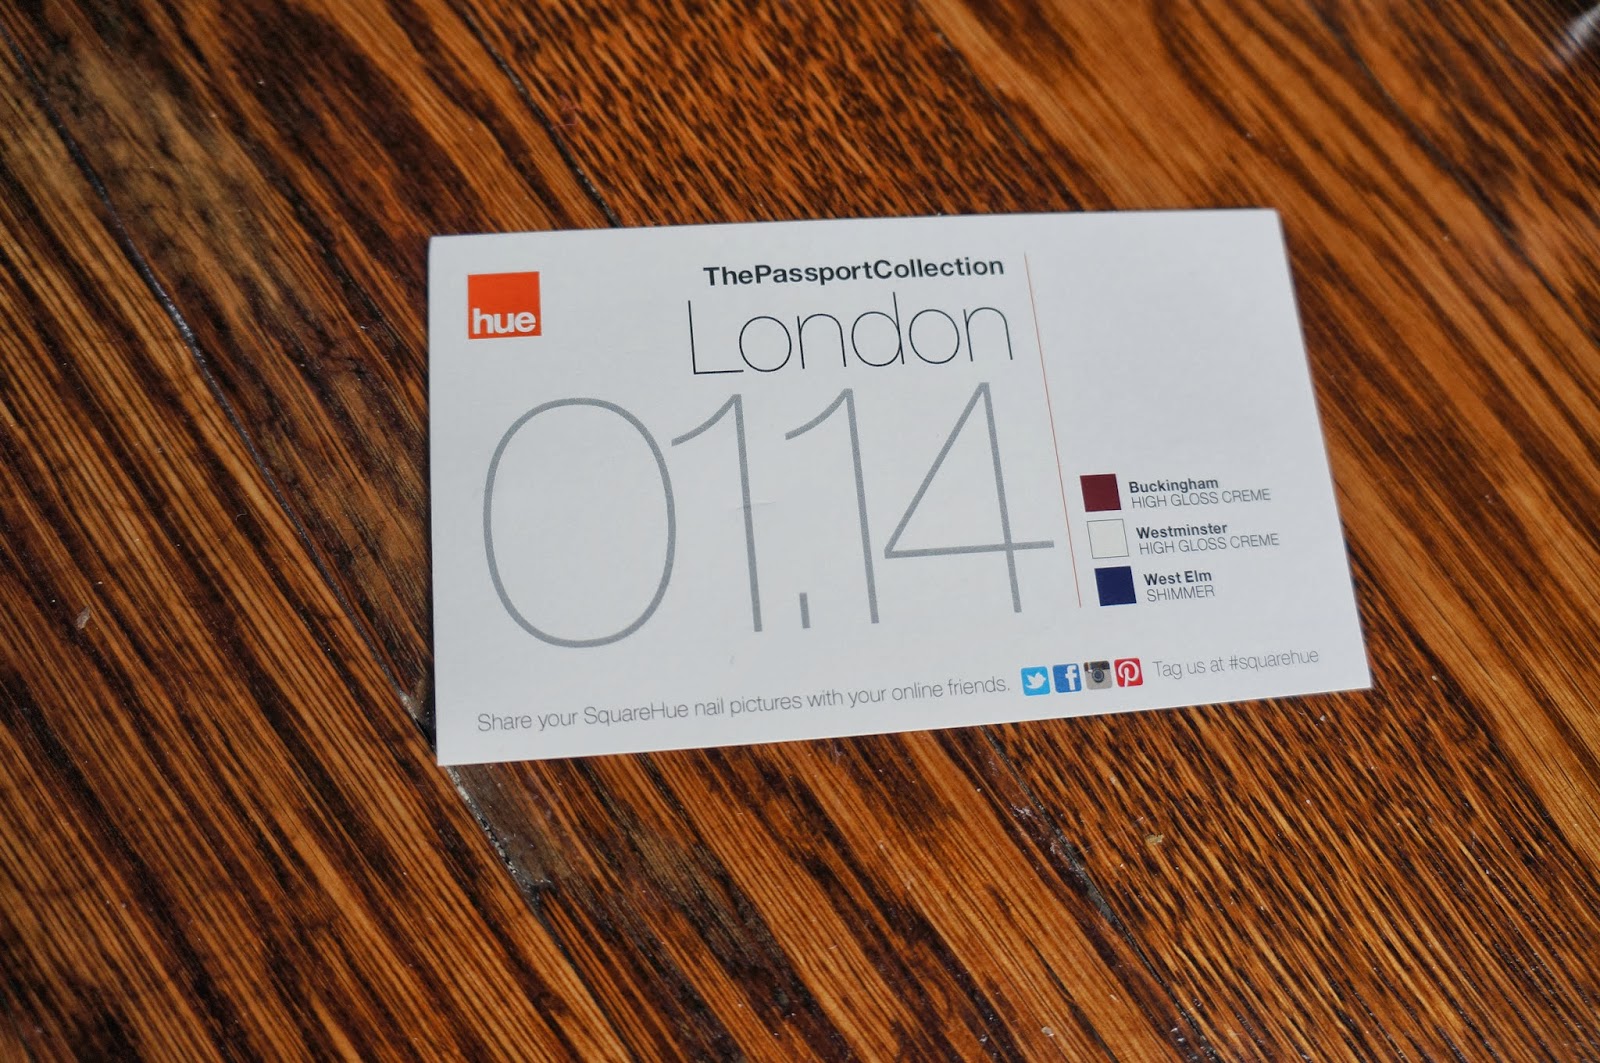 hue
ThePassportCollection
London
01.14
Buckingham
HIGH GLOSS CREME
Westminster
HIGH GLOSS CREME
West Elm
SHIMMER
Share your SquareHue nail pictures with your online friends. Tag us at #squarehue